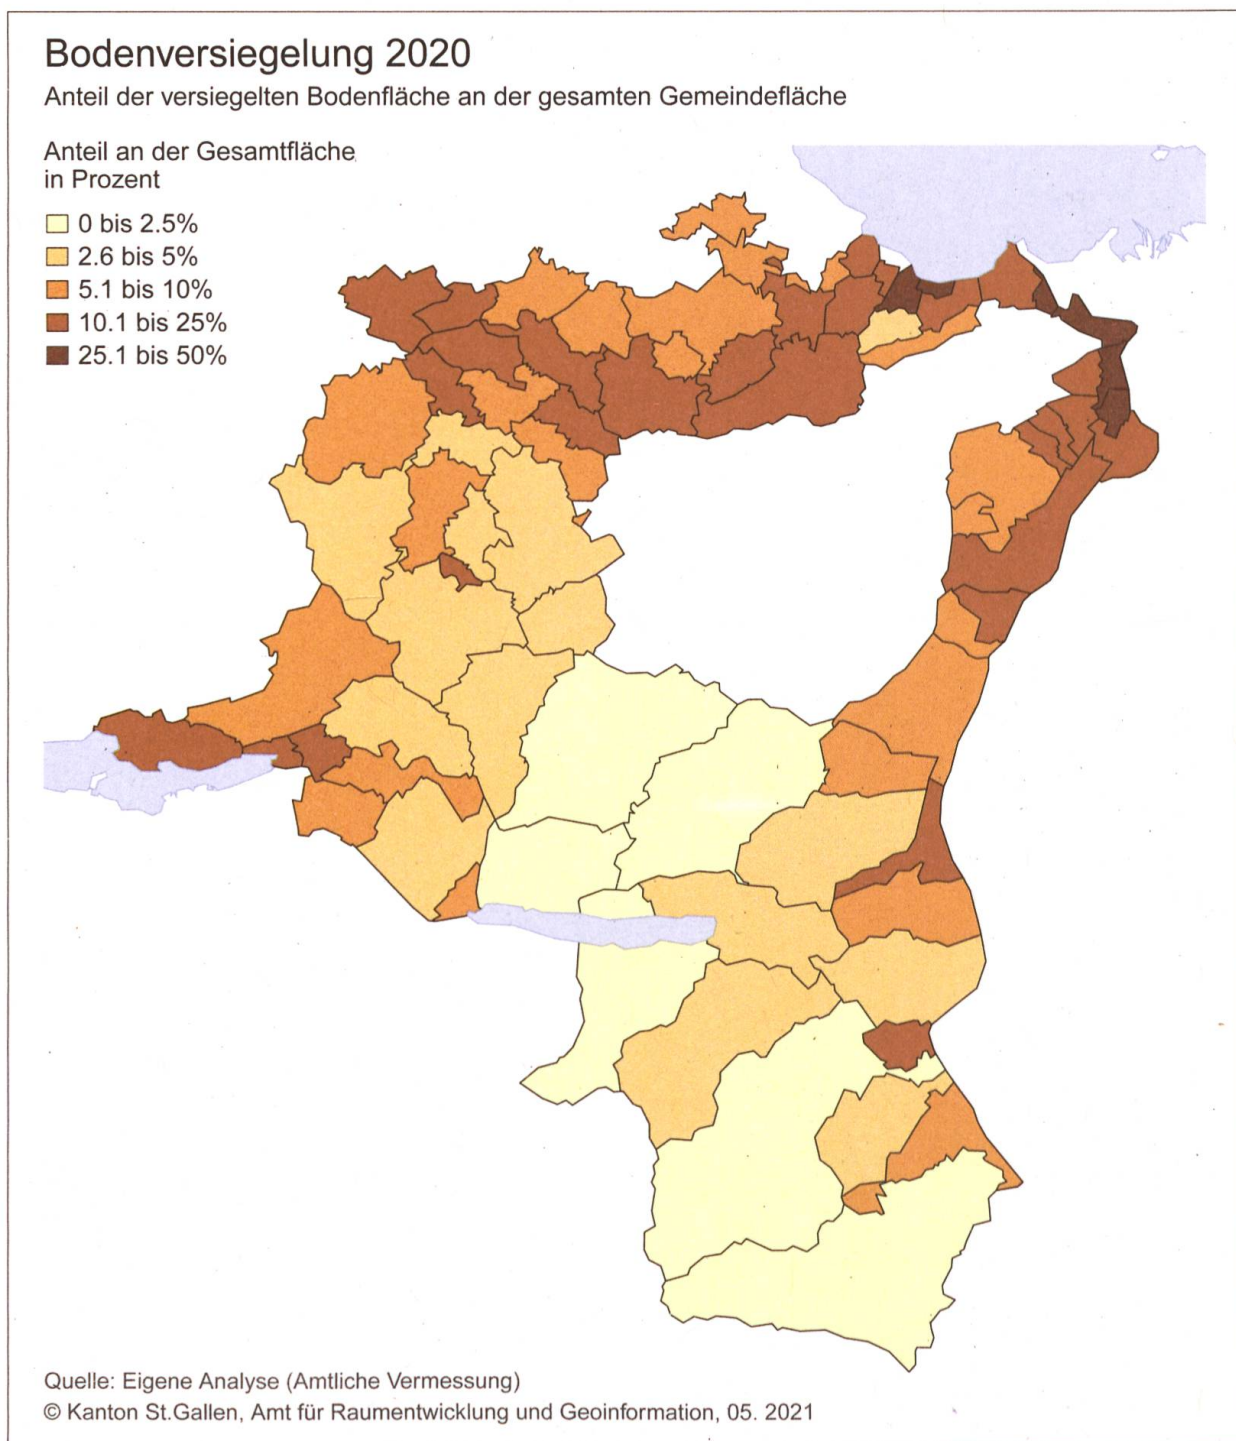 Bodenversiegelung 2020
Anteil der versiegelten Bodenfläche an der gesamten Gemeindefläche
Anteil an der Gesamtfläche
in Prozent
0 bis 2.5%
2.6 bis 5%
5.1 bis 10%
10.1 bis 25%
25.1 bis 50%
Quelle: Eigene Analyse (Amtliche Vermessung)
© Kanton St.Gallen, Amt für Raumentwicklung und Geoinformation, 05. 2021